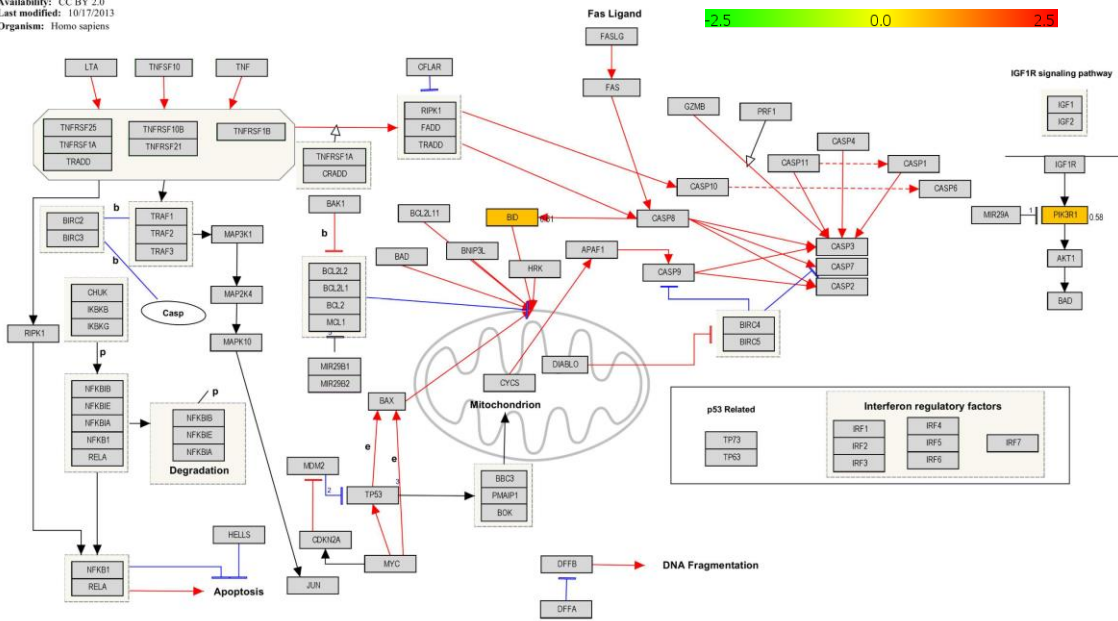 Availability: CC BY 2.0
Last modified: 10/17/2013
Organism: Homo sapiens
-2.5 0.0 2.5
Fas Ligand
FASLG
FAS
LTA
TNFSF10
TNF
CFLAR
TNFRSF25
TNFRSF1A
TRADD
TNFRSF10B
TNFRSF21
TNFRSF1B
TNFRSF1A
CRADD
RIPK1
FADD
TRADD
GZMB
PRF1
CASP4
CASP11
CASP1
CASP10
CASP6
IGF1R signaling pathway
IGF1
IGF2
IGF1R
MIR29A
1
PIK3R1
0.58
AKT1
BAD
BIRC2
BIRC3
b
b
TRAF1
TRAF2
TRAF3
MAP3K1
MAP2K4
MAPK10
Casp
BAK1
b
BCL2L11
BAD
BNIP3L
BID
HRK
CASP8
APAF1
CASP9
CASP3
CASP7
CASP2
BCL2L2
BCL2L1
BCL2
MCL1
MIR29B1
MIR29B2
CHUK
IKBKB
IKBKG
p
RIPK1
BIRC4
BIRC5
DIABLO
CYCS
Mitochondrion
BAX
NFKBIB
NFKBIE
NFKBIA
NFKB1
RELA
p
NFKBIB
NFKBIE
NFKBIA
Degradation
e
e
MDM2
2
TP53
3
BBC3
PMAIP1
BOK
CDKN2A
MYC
JUN
HELLS
NFKB1
RELA
Apoptosis
DFFB
DNA Fragmentation
DFFA
p53 Related
TP73
TP63
Interferon regulatory factors
IRF1
IRF2
IRF3
IRF4
IRF5
IRF6
IRF7